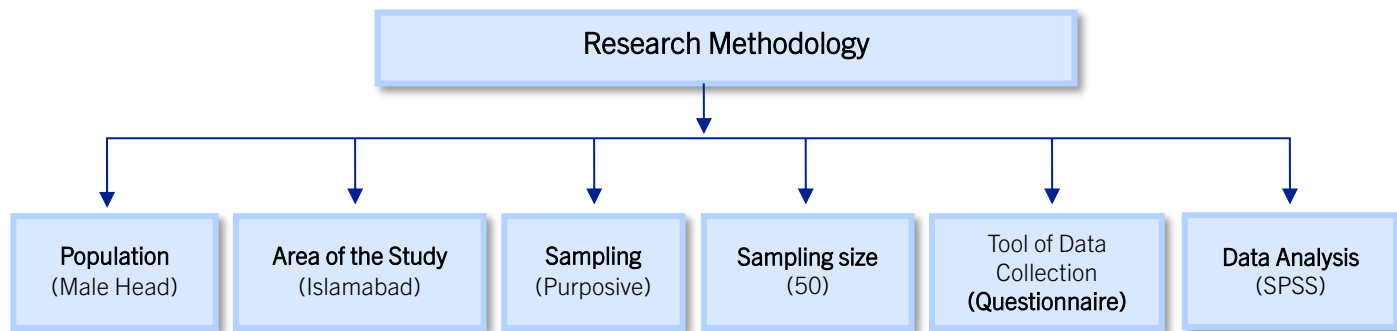 Research Methodology
Population
(Male Head)
Area of the Study
(Islamabad)
Sampling
(Purposive)
Sampling size
(50)
Tool of Data
Collection
(Questionnaire)
Data Analysis
(SPSS)